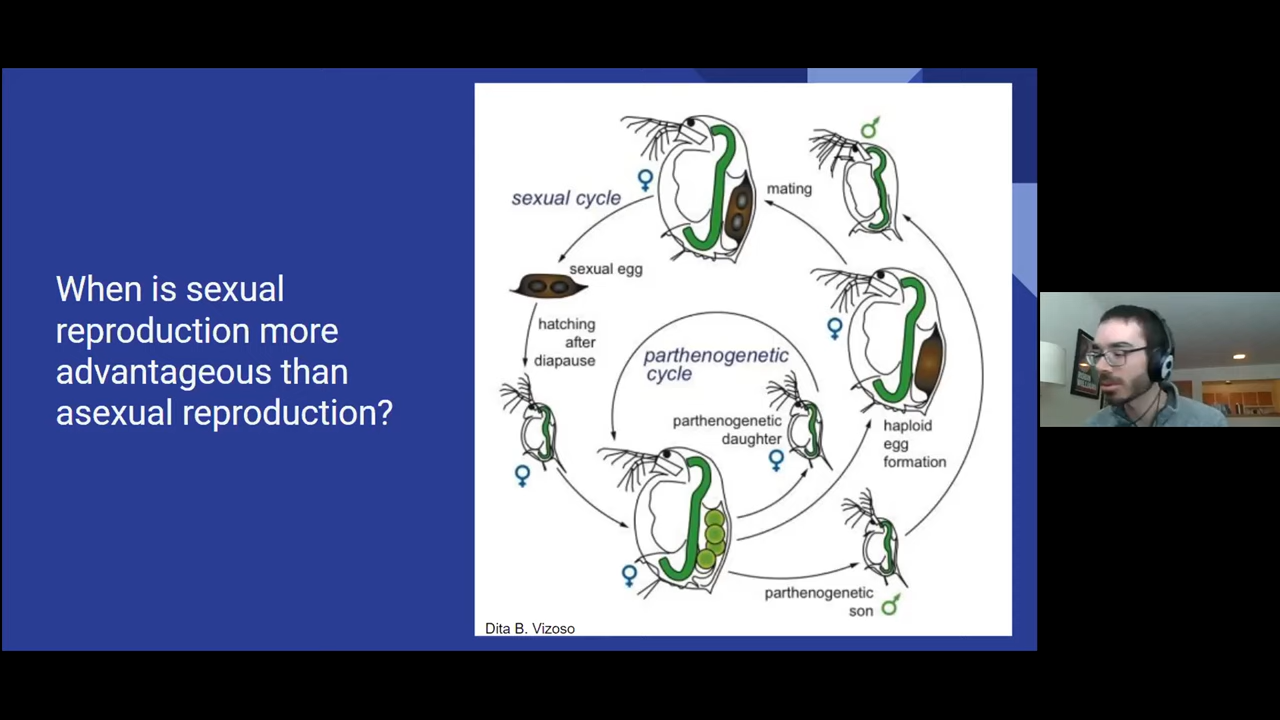 When is sexual
reproduction more
advantageous than
asexual reproduction?
sexual cycle
mating
sexual egg
hatching
after
diapause
parthenogenetic
cycle
parthenogenetic
daughter
haploid
egg
formation
parthenogenetic
son
Dita B. Vizoso